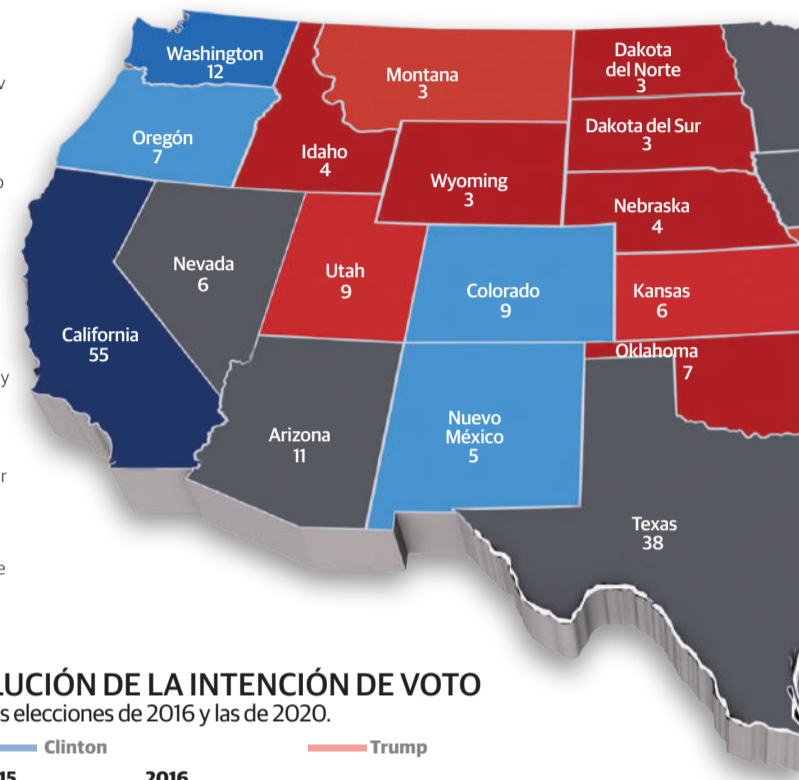 Washington
12
Oregón
7
Idaho
4
Montana
3
Dakota
del Norte
3
Dakota del Sur
3
Wyoming
3
Nebraska
4
Nevada
6
Utah
9
Colorado
9
Kansas
6
California
55
Oklahoma
7
Arizona
11
Nuevo
México
5
Texas
38
v
y
r
e
LUCIÓN DE LA INTENCIÓN DE VOTO
s elecciones de 2016 y las de 2020.
Clinton Trump
15 2016